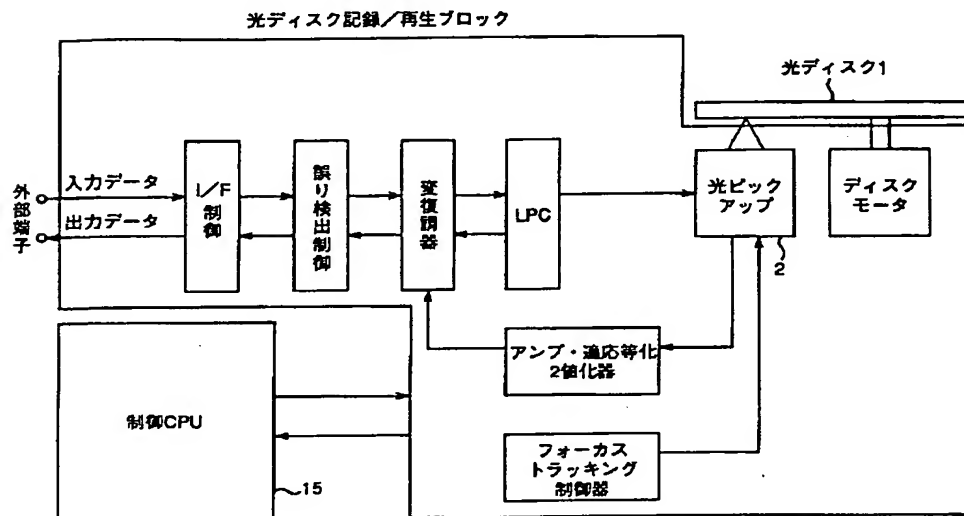 光ディスク記録／再生ブロック
光ディスク1
外部端子
入力データ
出力データ
I／F制御
誤り検出制御
変復調器
LPC
光ピック
アップ
ディスク
モータ
2
アンプ・適応等化
2値化器
制御CPU
フォーカス
トラッキング
制御器
15